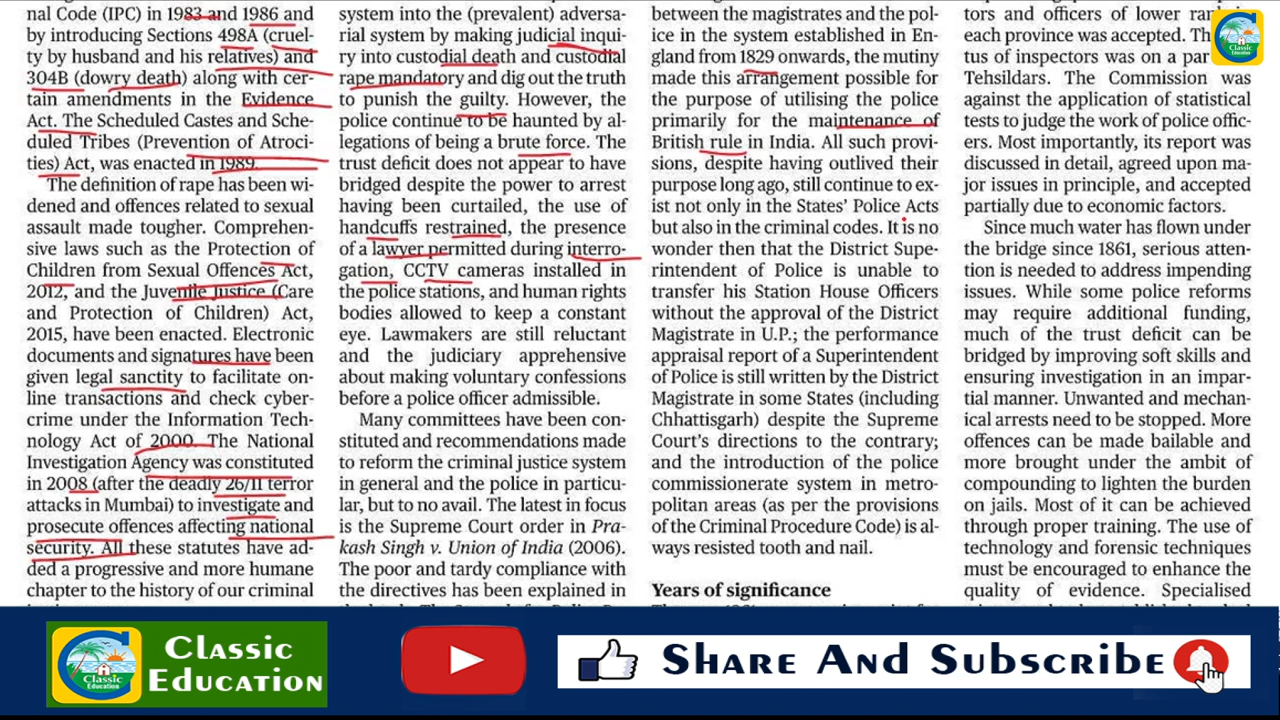 nal Code (IPC) in 1983 and 1986 and
by introducing Sections 498A (cruel-
ty by husband and his relatives) and
304B (dowry death) along with cer-
tain amendments in the Evidence
Act. The Scheduled Castes and Sche-
duled Tribes (Prevention of Atroci-
ties) Act, was enacted in 1989.
The definition of rape has been wi-
dened and offences related to sexual
assault made tougher. Comprehen-
sive laws such as the Protection of
Children from Sexual Offences Act,
2012, and the Juvenile Justice (Care
and Protection of Children) Act,
2015, have been enacted. Electronic
documents and signatures have been
given legal sanctity to facilitate on-
line transactions and check cyber-
crime under the Information Tech-
nology Act of 2000. The National
Investigation Agency was constituted
in 2008 (after the deadly 26/11 terror
attacks in Mumbai) to investigate and
prosecute offences affecting national
security. All these statutes have ad-
ded a progressive and more humane
chapter to the history of our criminal
system into the (prevalent) adversa-
rial system by making judicial inqui-
ry into custodial death and custodial
rape mandatory and dig out the truth
to punish the guilty. However, the
police continue to be haunted by al-
legations of being a brute force. The
trust deficit does not appear to have
bridged despite the power to arrest
having been curtailed, the use of
handcuffs restrained, the presence
of a lawyer permitted during interro-
gation, CCTV cameras installed in
the police stations, and human rights
bodies allowed to keep a constant
eye. Lawmakers are still reluctant
and the judiciary apprehensive
about making voluntary confessions
before a police officer admissible.
Many committees have been con-
stituted and recommendations made
to reform the criminal justice system
in general and the police in particu-
lar, but to no avail. The latest in focus
is the Supreme Court order in Pra-
kash Singh v. Union of India (2006).
The poor and tardy compliance with
the directives has been explained in
between the magistrates and the pol-
ice in the system established in En-
gland from 1829 onwards, the mutiny
made this arrangement possible for
the purpose of utilising the police
primarily for the maintenance of
British rule in India. All such provi-
sions, despite having outlived their
purpose long ago, still continue to ex-
ist not only in the States' Police Acts
but also in the criminal codes. It is no
wonder then that the District Supe-
rintendent of Police is unable to
transfer his Station House Officers
without the approval of the District
Magistrate in U.P.; the performance
appraisal report of a Superintendent
of Police is still written by the District
Magistrate in some States (including
Chhattisgarh) despite the Supreme
Court's directions to the contrary;
and the introduction of the police
commissionerate system in metro-
politan areas (as per the provisions
of the Criminal Procedure Code) is al-
ways resisted tooth and nail.
Years of significance
tors and officers of lower rank in
each province was accepted. The
tus of inspectors was on a par
Tehsildars. The Commission was
against the application of statistical
tests to judge the work of police offic-
ers. Most importantly, its report was
discussed in detail, agreed upon ma-
jor issues in principle, and accepted
partially due to economic factors.
Since much water has flown under
the bridge since 1861, serious atten-
tion is needed to address impending
issues. While some police reforms
may require additional funding,
much of the trust deficit can be
bridged by improving soft skills and
ensuring investigation in an impar-
tial manner. Unwanted and mechan-
ical arrests need to be stopped. More
offences can be made bailable and
more brought under the ambit of
compounding to lighten the burden
on jails. Most of it can be achieved
through proper training. The use of
technology and forensic techniques
must be encouraged to enhance the
quality of evidence. Specialised
Classic
Education
Classic
Education
Classic
Education
Share And Subscribe